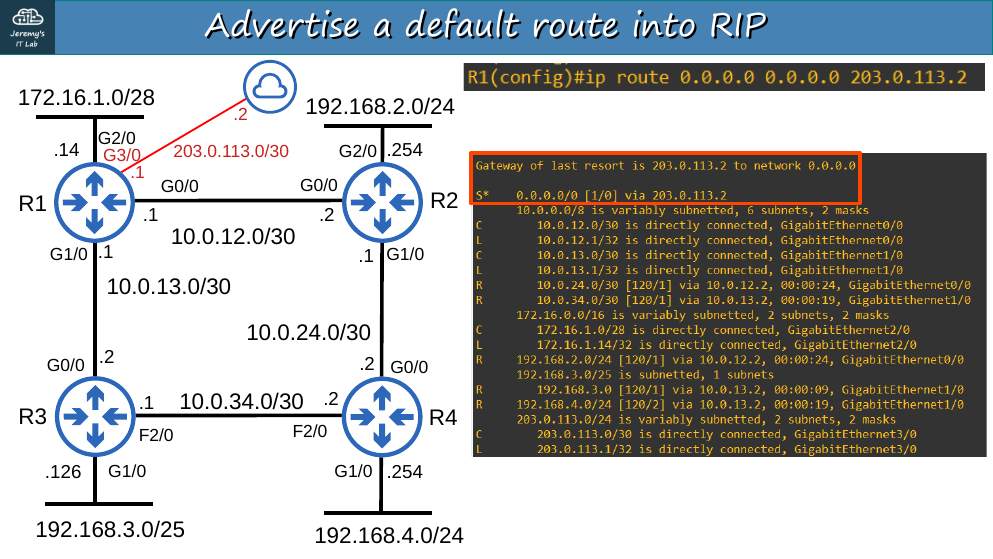 Jeremy's
IT Lab
Advertise a default route into RIP
R1(config)#ip route 0.0.0.0 0.0.0.0 203.0.113.2
172.16.1.0/28
192.168.2.0/24
.2
.14
G2/0
G3/0
.1
203.0.113.0/30
G2/0
.254
R1
G0/0
G0/0
R2
.1
.2
10.0.12.0/30
G1/0
.1
.1
G1/0
10.0.13.0/30
10.0.24.0/30
G0/0
.2
.2
G0/0
R3
.1
10.0.34.0/30
.2
R4
F2/0
F2/0
.126
G1/0
G1/0
.254
192.168.3.0/25
192.168.4.0/24
Gateway of last resort is 203.0.113.2 to network 0.0.0.0
S* 0.0.0.0/0 [1/0] via 203.0.113.2
10.0.0.0/8 is variably subnetted, 6 subnets, 2 masks
C 10.0.12.0/30 is directly connected, GigabitEthernet0/0
L 10.0.12.1/32 is directly connected, GigabitEthernet0/0
C 10.0.13.0/30 is directly connected, GigabitEthernet1/0
L 10.0.13.1/32 is directly connected, GigabitEthernet1/0
R 10.0.24.0/30 [120/1] via 10.0.12.2, 00:00:24, GigabitEthernet0/0
R 10.0.34.0/30 [120/1] via 10.0.13.2, 00:00:19, GigabitEthernet1/0
172.16.0.0/16 is variably subnetted, 2 subnets, 2 masks
C 172.16.1.0/28 is directly connected, GigabitEthernet2/0
L 172.16.1.14/32 is directly connected, GigabitEthernet2/0
R 192.168.2.0/24 [120/1] via 10.0.12.2, 00:00:24, GigabitEthernet0/0
192.168.3.0/25 is subnetted, 1 subnets
R 192.168.3.0 [120/1] via 10.0.13.2, 00:00:09, GigabitEthernet1/0
R 192.168.4.0/24 [120/2] via 10.0.13.2, 00:00:19, GigabitEthernet1/0
203.0.113.0/24 is variably subnetted, 2 subnets, 2 masks
C 203.0.113.0/30 is directly connected, GigabitEthernet3/0
L 203.0.113.1/32 is directly connected, GigabitEthernet3/0